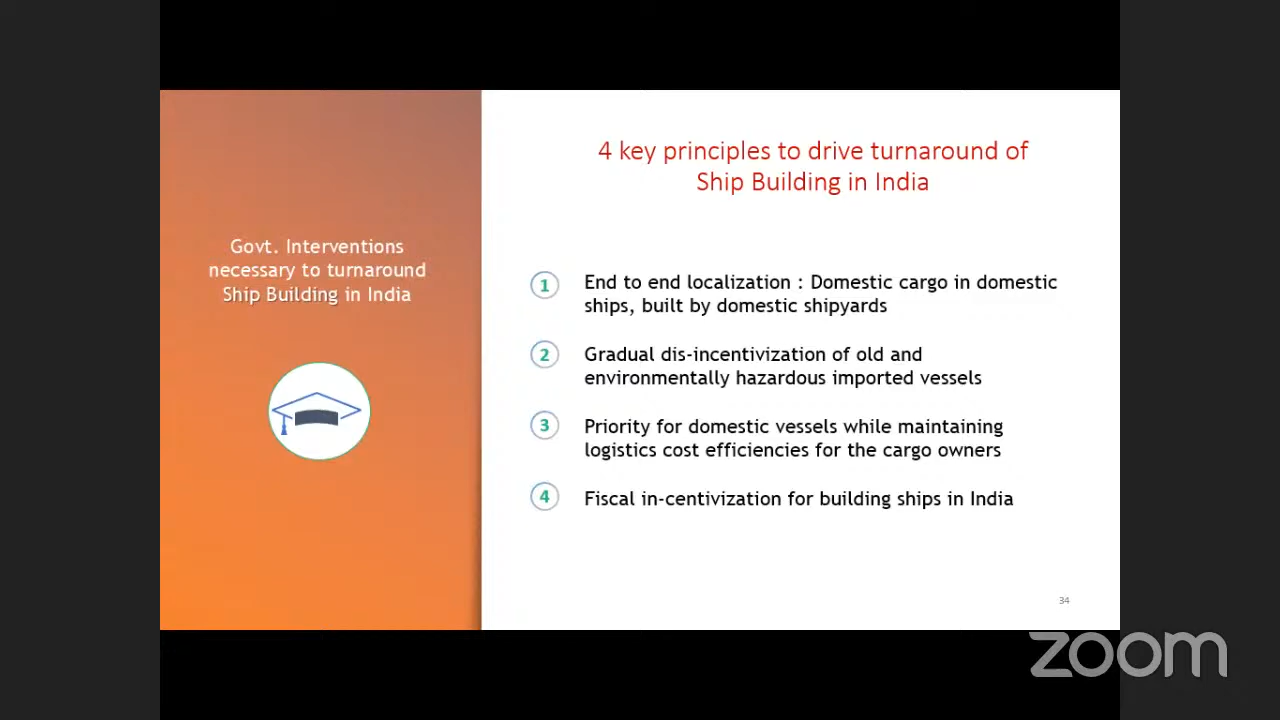 Govt. Interventions
necessary to turnaround
Ship Building in India
4 key principles to drive turnaround of
Ship Building in India
1 End to end localization : Domestic cargo in domestic
ships, built by domestic shipyards
2 Gradual dis-incentivization of old and
environmentally hazardous imported vessels
3 Priority for domestic vessels while maintaining
logistics cost efficiencies for the cargo owners
4 Fiscal in-centivization for building ships in India
34
zoom